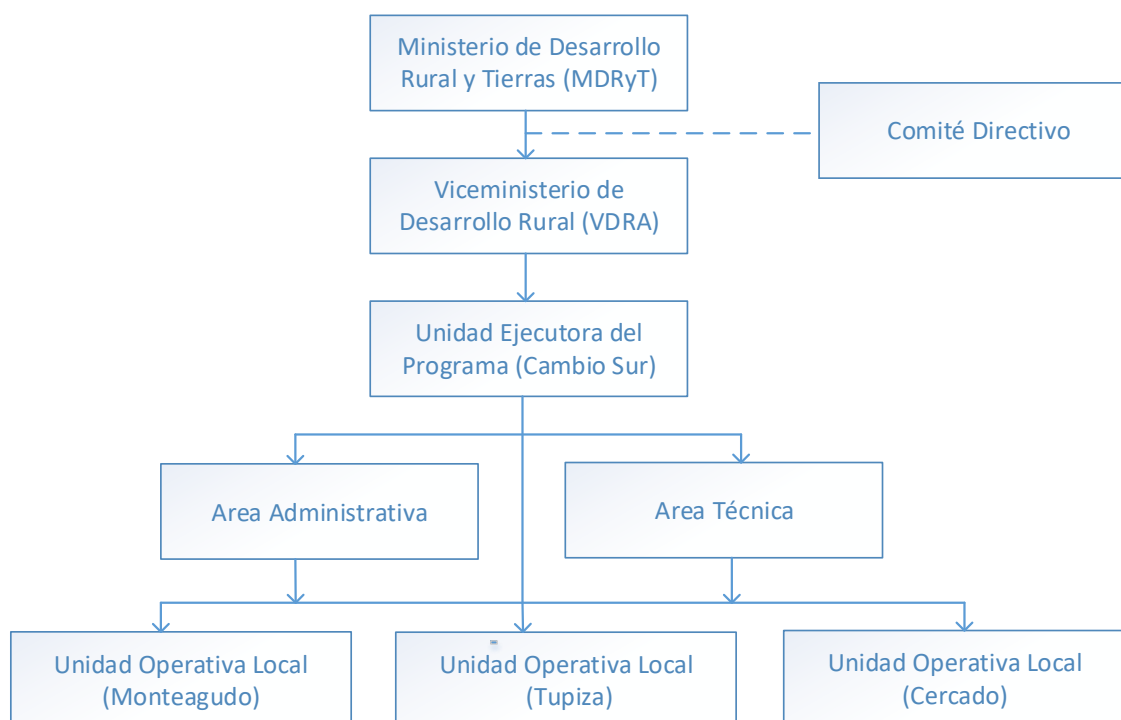 Ministerio de Desarrollo
Rural y Tierras (MDRyT)
Comité Directivo
Viceministerio de
Desarrollo Rural (VDRA)
Unidad Ejecutora del
Programa (Cambio Sur)
Area Administrativa
Area Técnica
Unidad Operativa Local
(Monteagudo)
Unidad Operativa Local
(Tupiza)
Unidad Operativa Local
(Cercado)